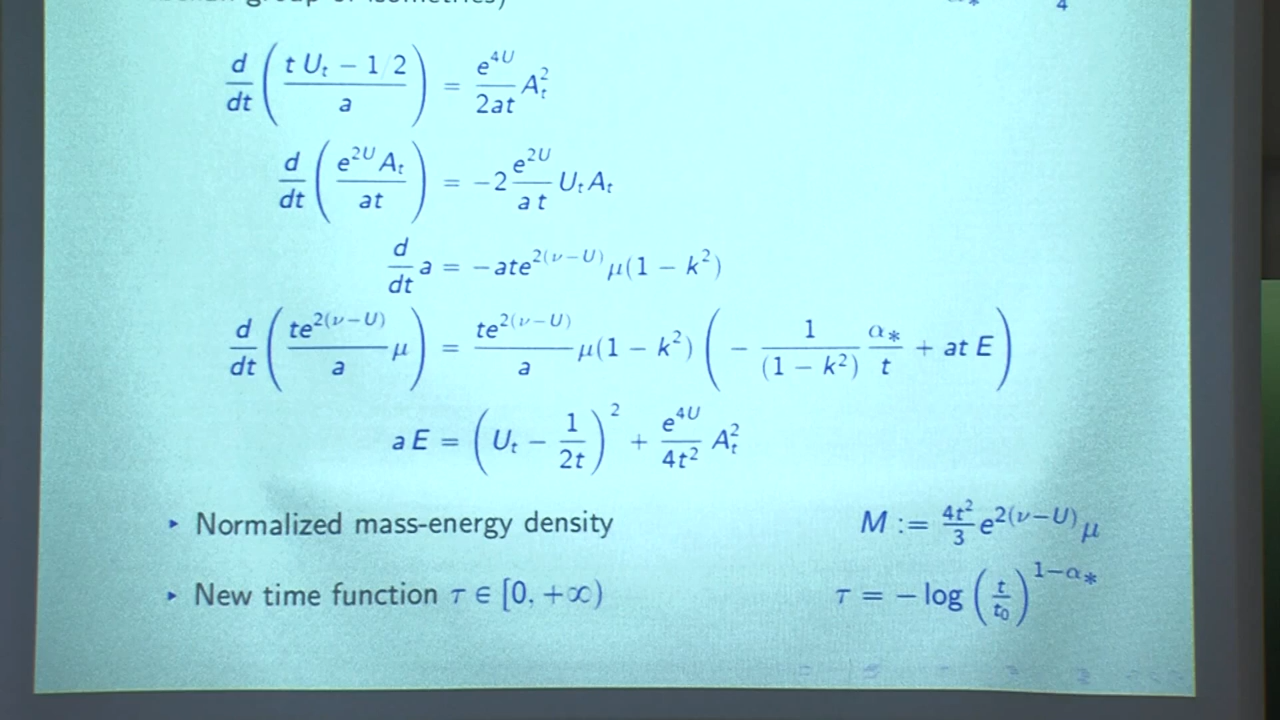 group of isometries)
4
d/dt ( (t U_t − 1/2) / a ) = e^{4U} / (2at) A_t^2
d/dt ( e^{2U} A_t / (at) ) = −2 e^{2U} / (a t) U_t A_t
d/dt a = −ate^{2(ν−U)} μ(1 − k^2)
d/dt ( te^{2(ν−U)} / a μ ) = te^{2(ν−U)} / a μ(1 − k^2) ( − 1 / (1 − k^2) α_* / t + at E )
a E = ( U_t − 1 / (2t) )^2 + e^{4U} / (4t^2) A_t^2
▸ Normalized mass-energy density M := 4t^2 / 3 e^{2(ν−U)} μ
▸ New time function τ ∈ [0, +∞) τ = − log ( t / t_0 )^{1−α_*}